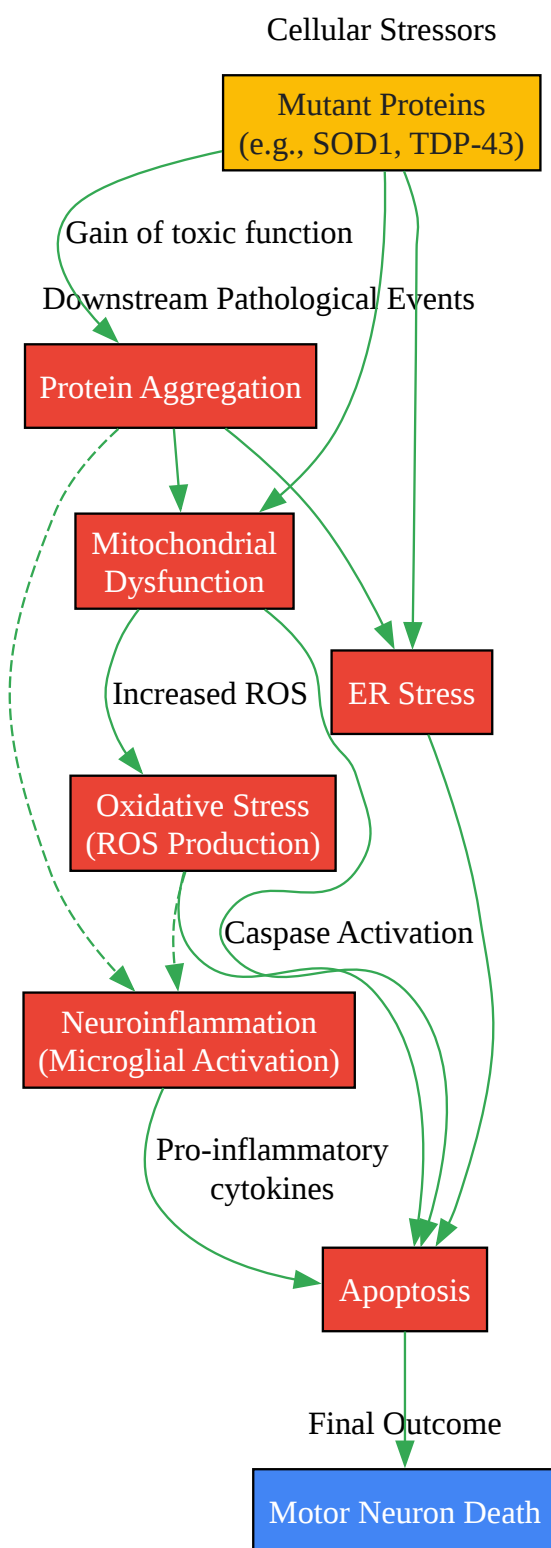 Cellular Stressors
Mutant Proteins
(e.g., SOD1, TDP-43)
Gain of toxic function
Downstream Pathological Events
Protein Aggregation
Mitochondrial
Dysfunction
Increased ROS
ER Stress
Oxidative Stress
(ROS Production)
Caspase Activation
Neuroinflammation
(Microglial Activation)
Pro-inflammatory
cytokines
Apoptosis
Final Outcome
Motor Neuron Death